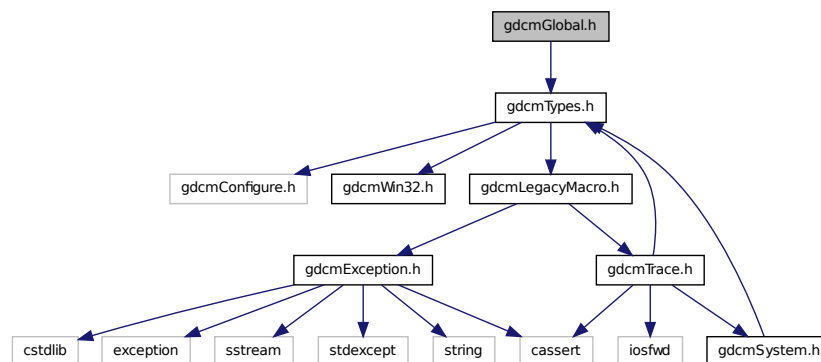 gdcmGlobal.h
gdcmTypes.h
gdcmConfigure.h
gdcmWin32.h
gdcmLegacyMacro.h
gdcmException.h
gdcmTrace.h
cstdlib
exception
sstream
stdexcept
string
cassert
iosfwd
gdcmSystem.h